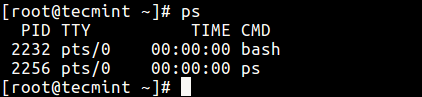 [root@tecmint ~]# ps
  PID TTY          TIME CMD
 2232 pts/0    00:00:00 bash
 2256 pts/0    00:00:00 ps
[root@tecmint ~]#